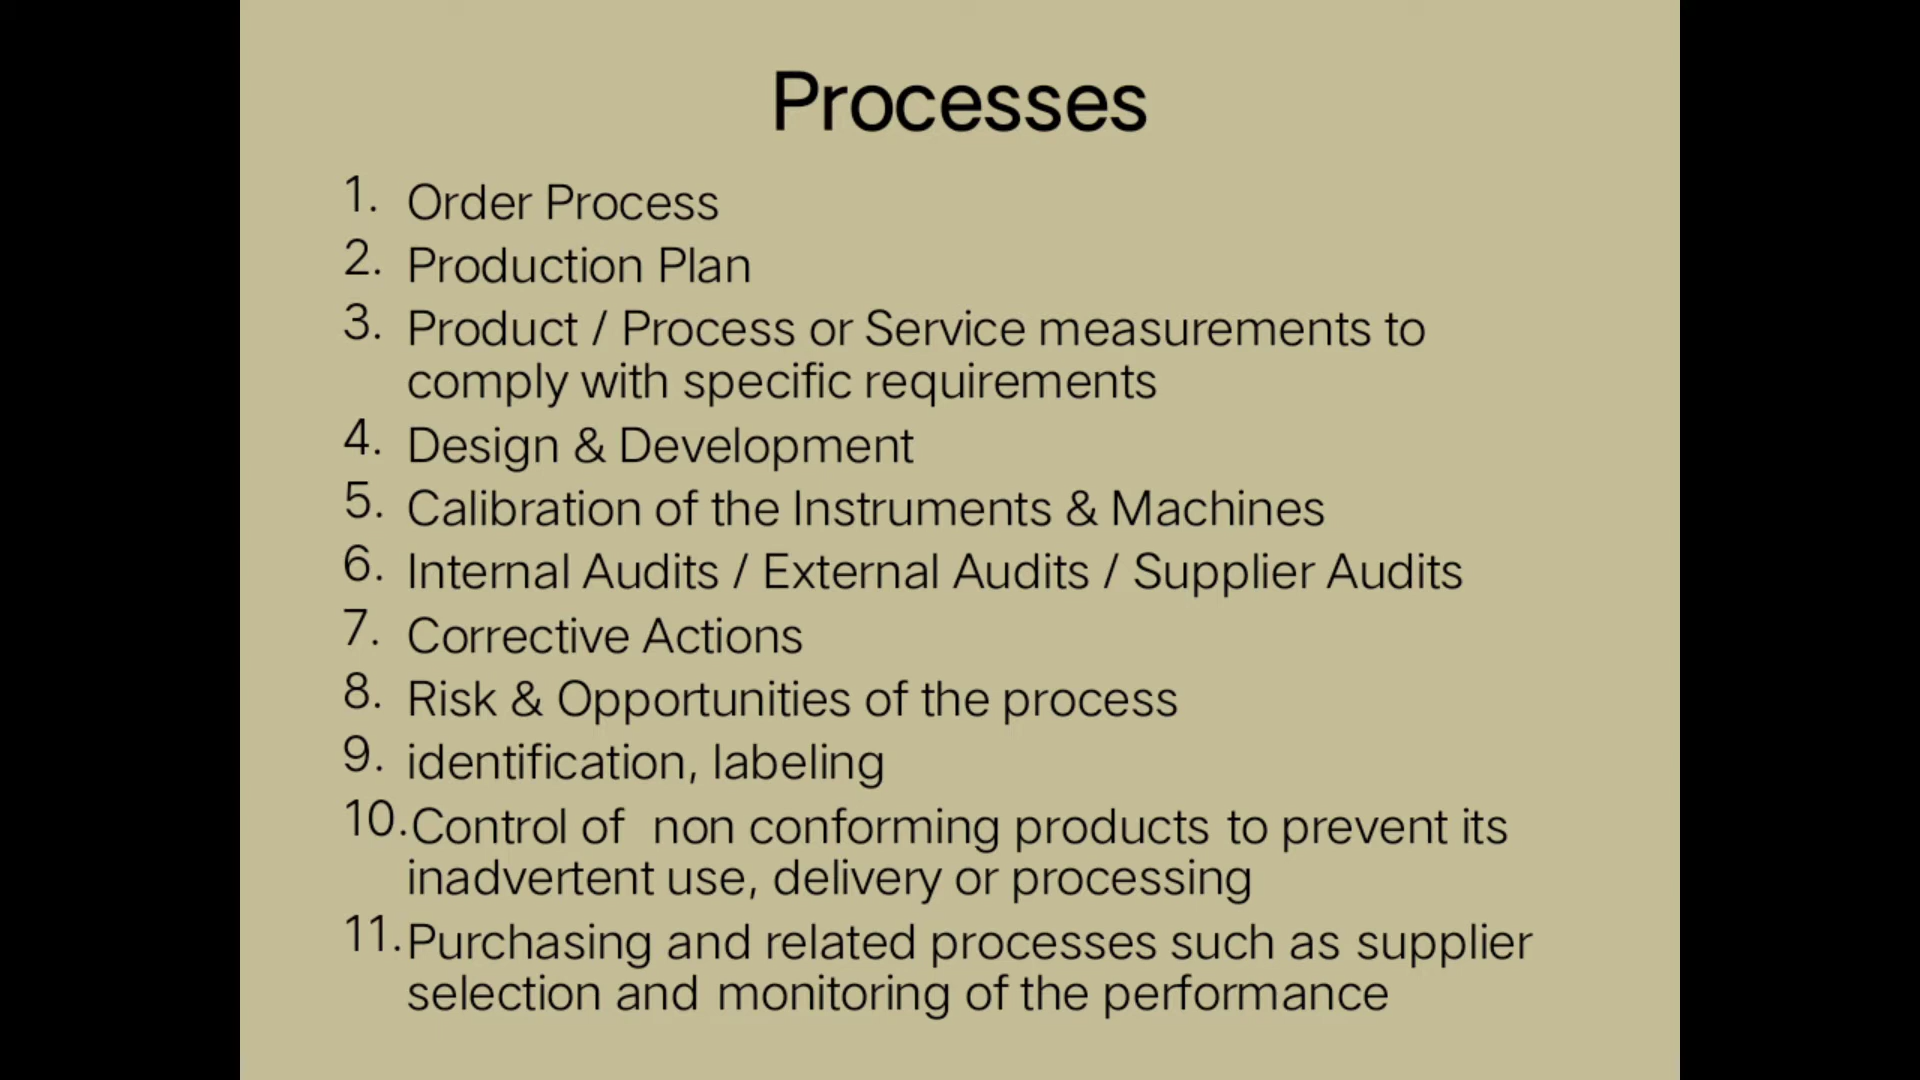 Processes
1. Order Process
2. Production Plan
3. Product / Process or Service measurements to
comply with specific requirements
4. Design & Development
5. Calibration of the Instruments & Machines
6. Internal Audits / External Audits / Supplier Audits
7. Corrective Actions
8. Risk & Opportunities of the process
9. identification, labeling
10. Control of  non conforming products to prevent its
inadvertent use, delivery or processing
11. Purchasing and related processes such as supplier
selection and monitoring of the performance